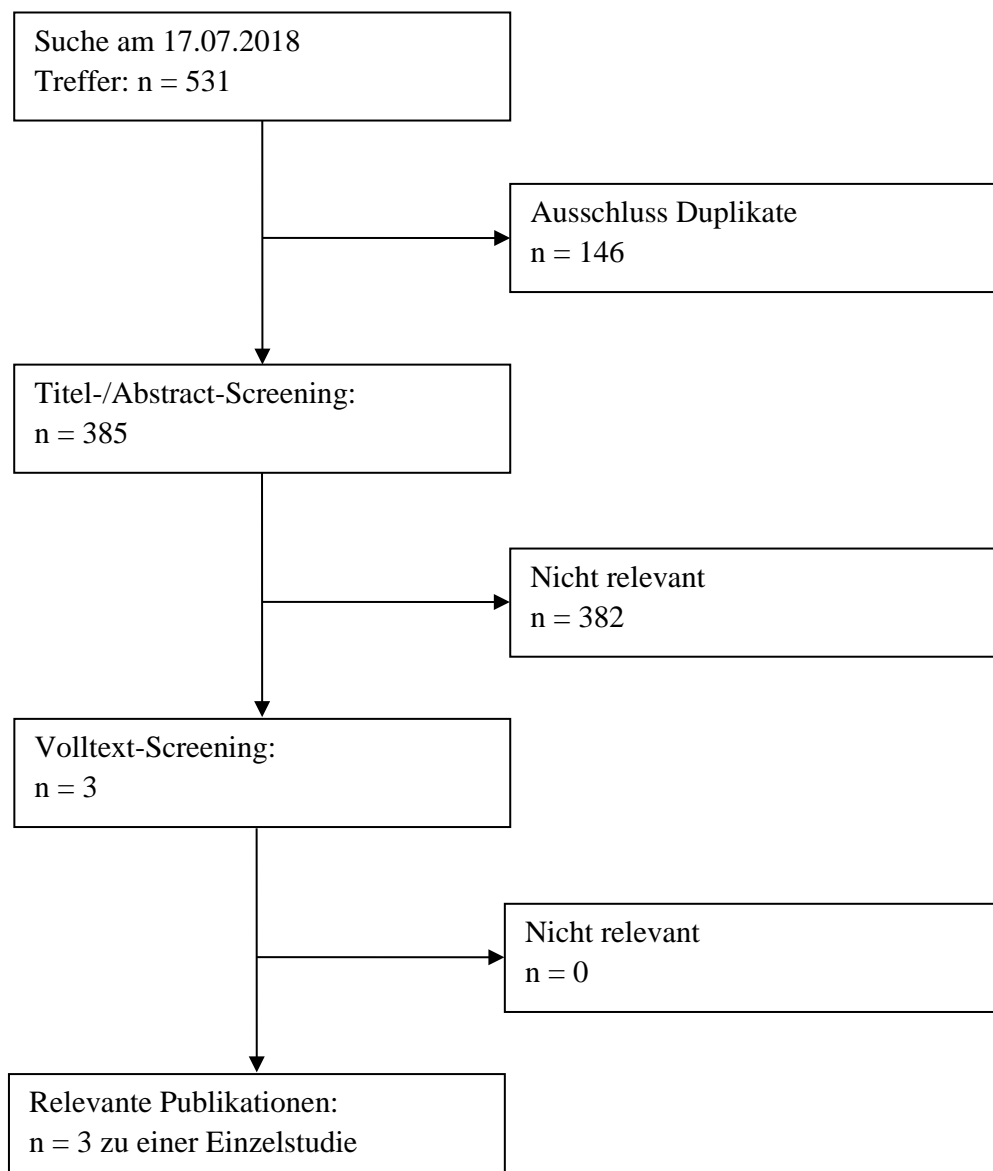 Suche am 17.07.2018
Treffer: n = 531
Ausschluss Duplikate
n = 146
Titel-/Abstract-Screening:
n = 385
Nicht relevant
n = 382
Volltext-Screening:
n = 3
Nicht relevant
n = 0
Relevante Publikationen:
n = 3 zu einer Einzelstudie